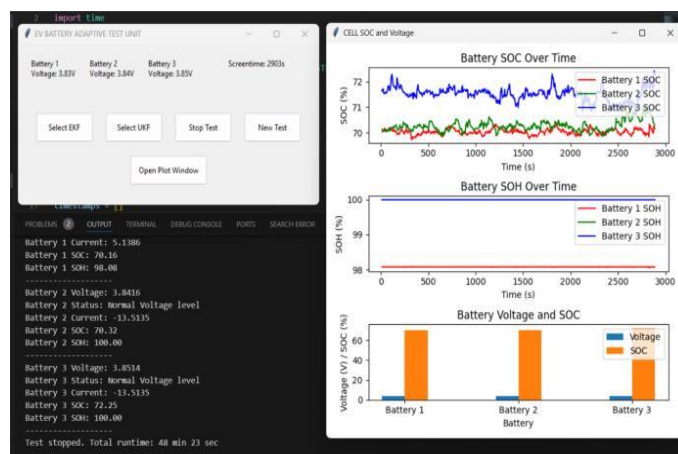 2 import time
EV BATTERY ADAPTIVE TEST UNIT
Battery 1 Battery 2 Battery 3 Screentime: 2903s
Voltage: 3.83V Voltage: 3.84V Voltage: 3.85V
Select EKF Select UKF Stop Test New Test
Open Plot Window
17 timestamps = []
PROBLEMS 2 OUTPUT TERMINAL DEBUG CONSOLE PORTS SEARCH ERROR
Battery 1 Current: 5.1386
Battery 1 SOC: 70.16
Battery 1 SOH: 98.08
-------------------
Battery 2 Voltage: 3.8416
Battery 2 Status: Normal Voltage level
Battery 2 Current: -13.5135
Battery 2 SOC: 70.32
Battery 2 SOH: 100.00
-------------------
Battery 3 Voltage: 3.8514
Battery 3 Status: Normal Voltage level
Battery 3 Current: -13.5135
Battery 3 SOC: 72.25
Battery 3 SOH: 100.00
-------------------
Test stopped. Total runtime: 48 min 23 sec
CELL SOC and Voltage
Battery SOC Over Time
SOC (%)
72
71
70
Battery 1 SOC
Battery 2 SOC
Battery 3 SOC
0 500 1000 1500 2000 2500 3000
Time (s)
Battery SOH Over Time
SOH (%)
100
99
98
Battery 1 SOH
Battery 2 SOH
Battery 3 SOH
0 500 1000 1500 2000 2500 3000
Time (s)
Battery Voltage and SOC
Voltage (V) / SOC (%)
60
40
20
0
Voltage
SOC
Battery 1 Battery 2 Battery 3
Battery